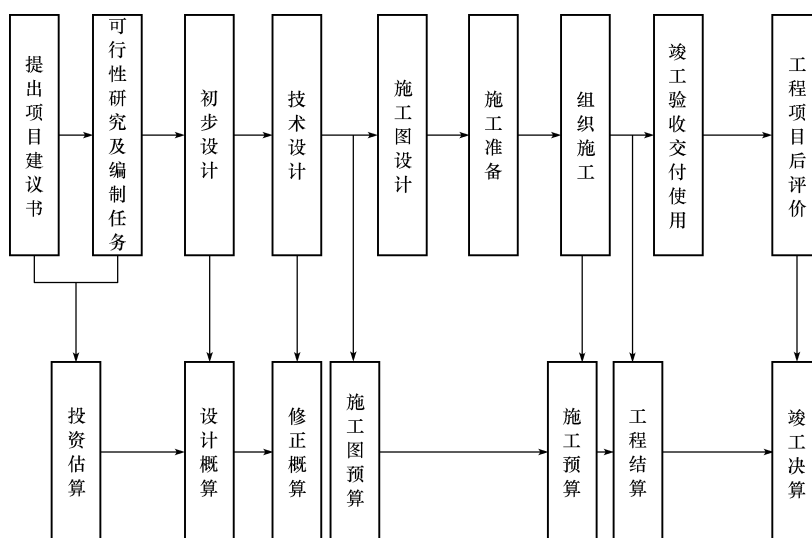 提出项目建议书
可行性研究及编制任务
初步设计
技术设计
施工图设计
施工准备
组织施工
竣工验收交付使用
工程项目后评价
投资估算
设计概算
修正概算
施工图预算
施工预算
工程结算
竣工决算